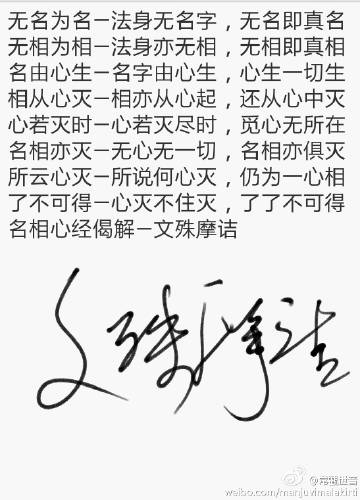 无名为名—法身无名字，无名即真名
无相为相—法身亦无相，无相即真相
名由心生—名字由心生，心生一切生
相从心灭—相亦从心起，还从心中灭
心若灭时—心若灭尽时，觅心无所在
名相亦灭—无心无一切，名相亦俱灭
所云心灭—所说何心灭，仍为一心相
了不可得—心灭不住灭，了了不可得
名相心经偈解—文殊摩诘
文殊摩诘
weibo.com/manjuvimalakirti